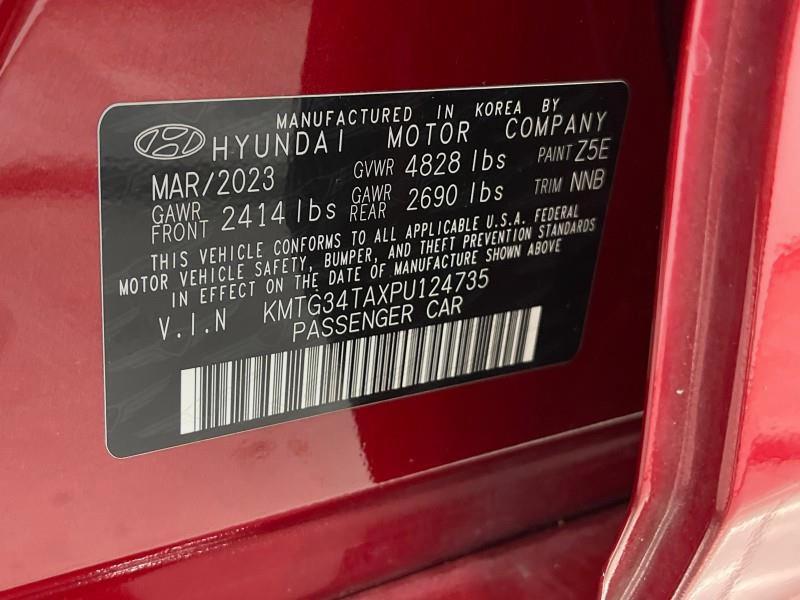 MANUFACTURED IN KOREA BY
HYUNDAI MOTOR COMPANY
MAR/2023 GVWR 4828 lbs PAINT Z5E
GAWR FRONT 2414 lbs GAWR REAR 2690 lbs TRIM NNB
THIS VEHICLE CONFORMS TO ALL APPLICABLE U.S.A. FEDERAL
MOTOR VEHICLE SAFETY, BUMPER, AND THEFT PREVENTION STANDARDS
IN EFFECT ON THE DATE OF MANUFACTURE SHOWN ABOVE
V.I.N KMTG34TAXPU124735
PASSENGER CAR